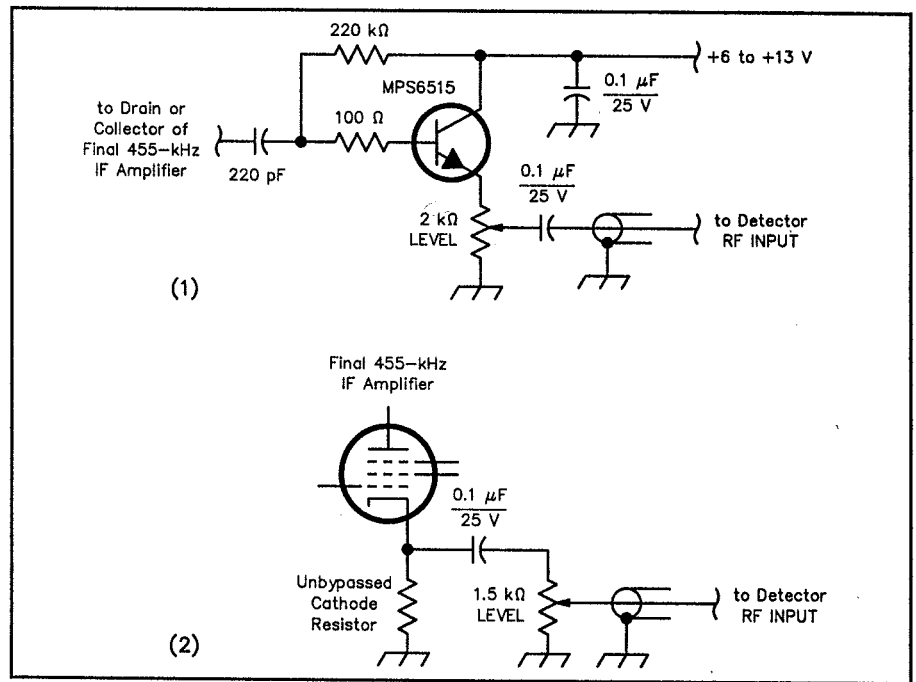 220 kΩ
+6 to +13 V
MPS6515
0.1 μF
25 V
to Drain or
Collector of
Final 455-kHz
IF Amplifier
100 Ω
220 pF
0.1 μF
25 V
2 kΩ
LEVEL
to Detector
RF INPUT
(1)
Final 455-kHz
IF Amplifier
0.1 μF
25 V
Unbypassed
Cathode
Resistor
1.5 kΩ
LEVEL
to Detector
RF INPUT
(2)